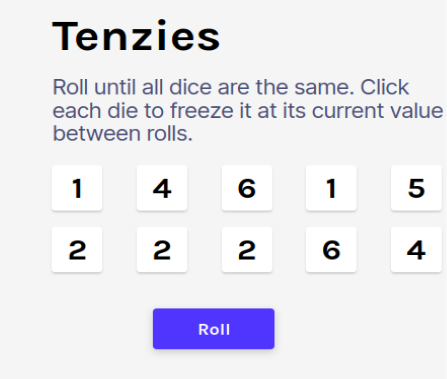 Tenzies
Roll until all dice are the same. Click
each die to freeze it at its current value
between rolls.
1 4 6 1 5
2 2 2 6 4
Roll